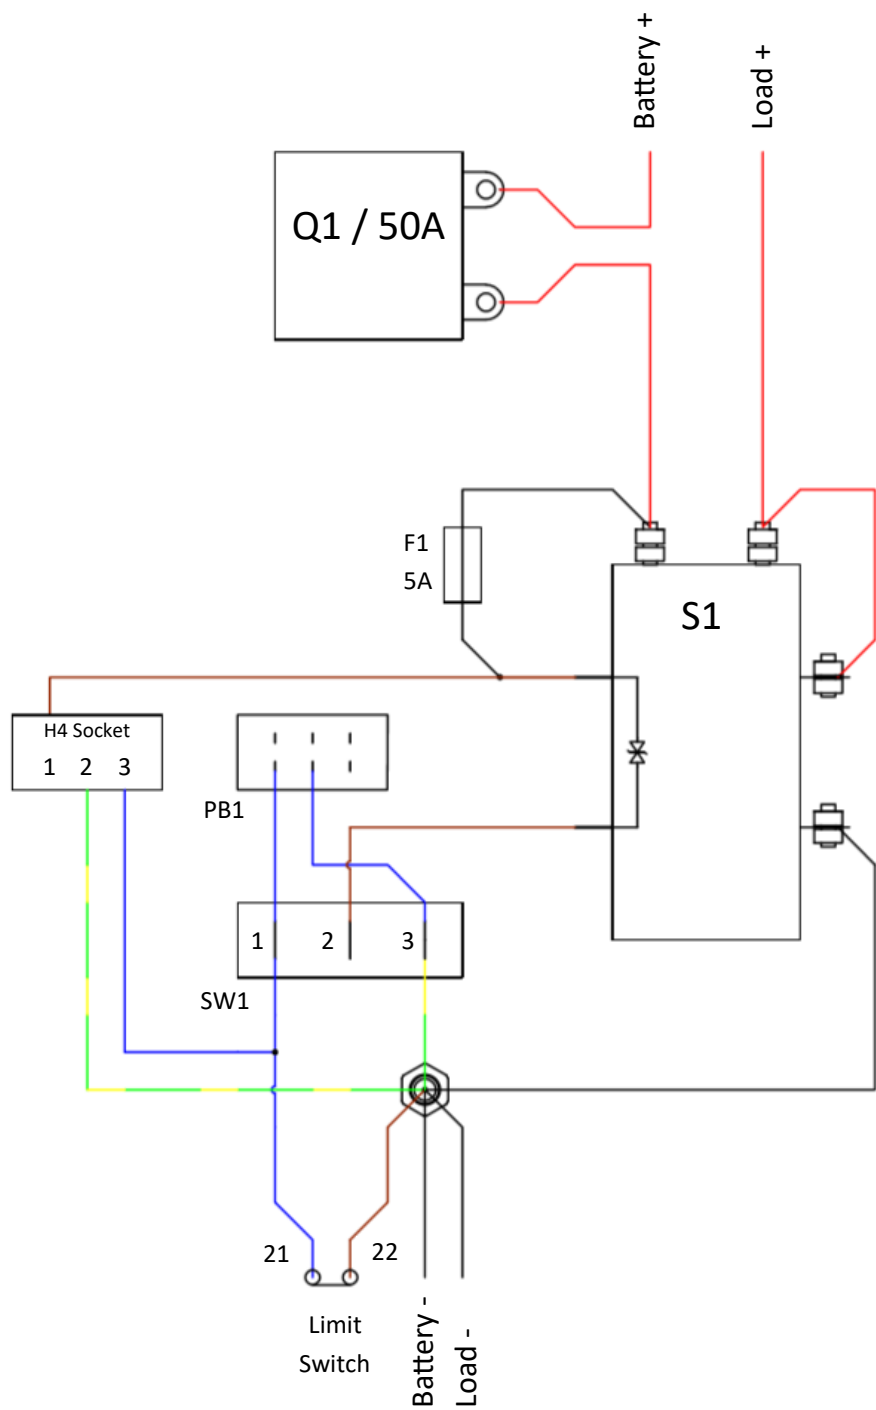 Battery +
Load +
Q1 / 50A
F1
5A
S1
H4 Socket
1 2 3
PB1
1 2 3
SW1
21 22
Limit
Switch
Battery -
Load -